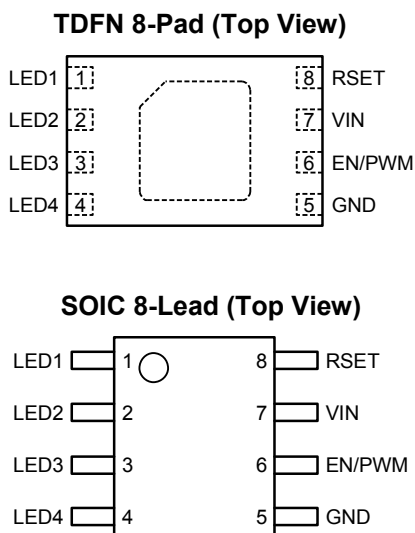 TDFN 8-Pad (Top View)
LED1 1 8 RSET
LED2 2 7 VIN
LED3 3 6 EN/PWM
LED4 4 5 GND
SOIC 8-Lead (Top View)
LED1 1 8 RSET
LED2 2 7 VIN
LED3 3 6 EN/PWM
LED4 4 5 GND